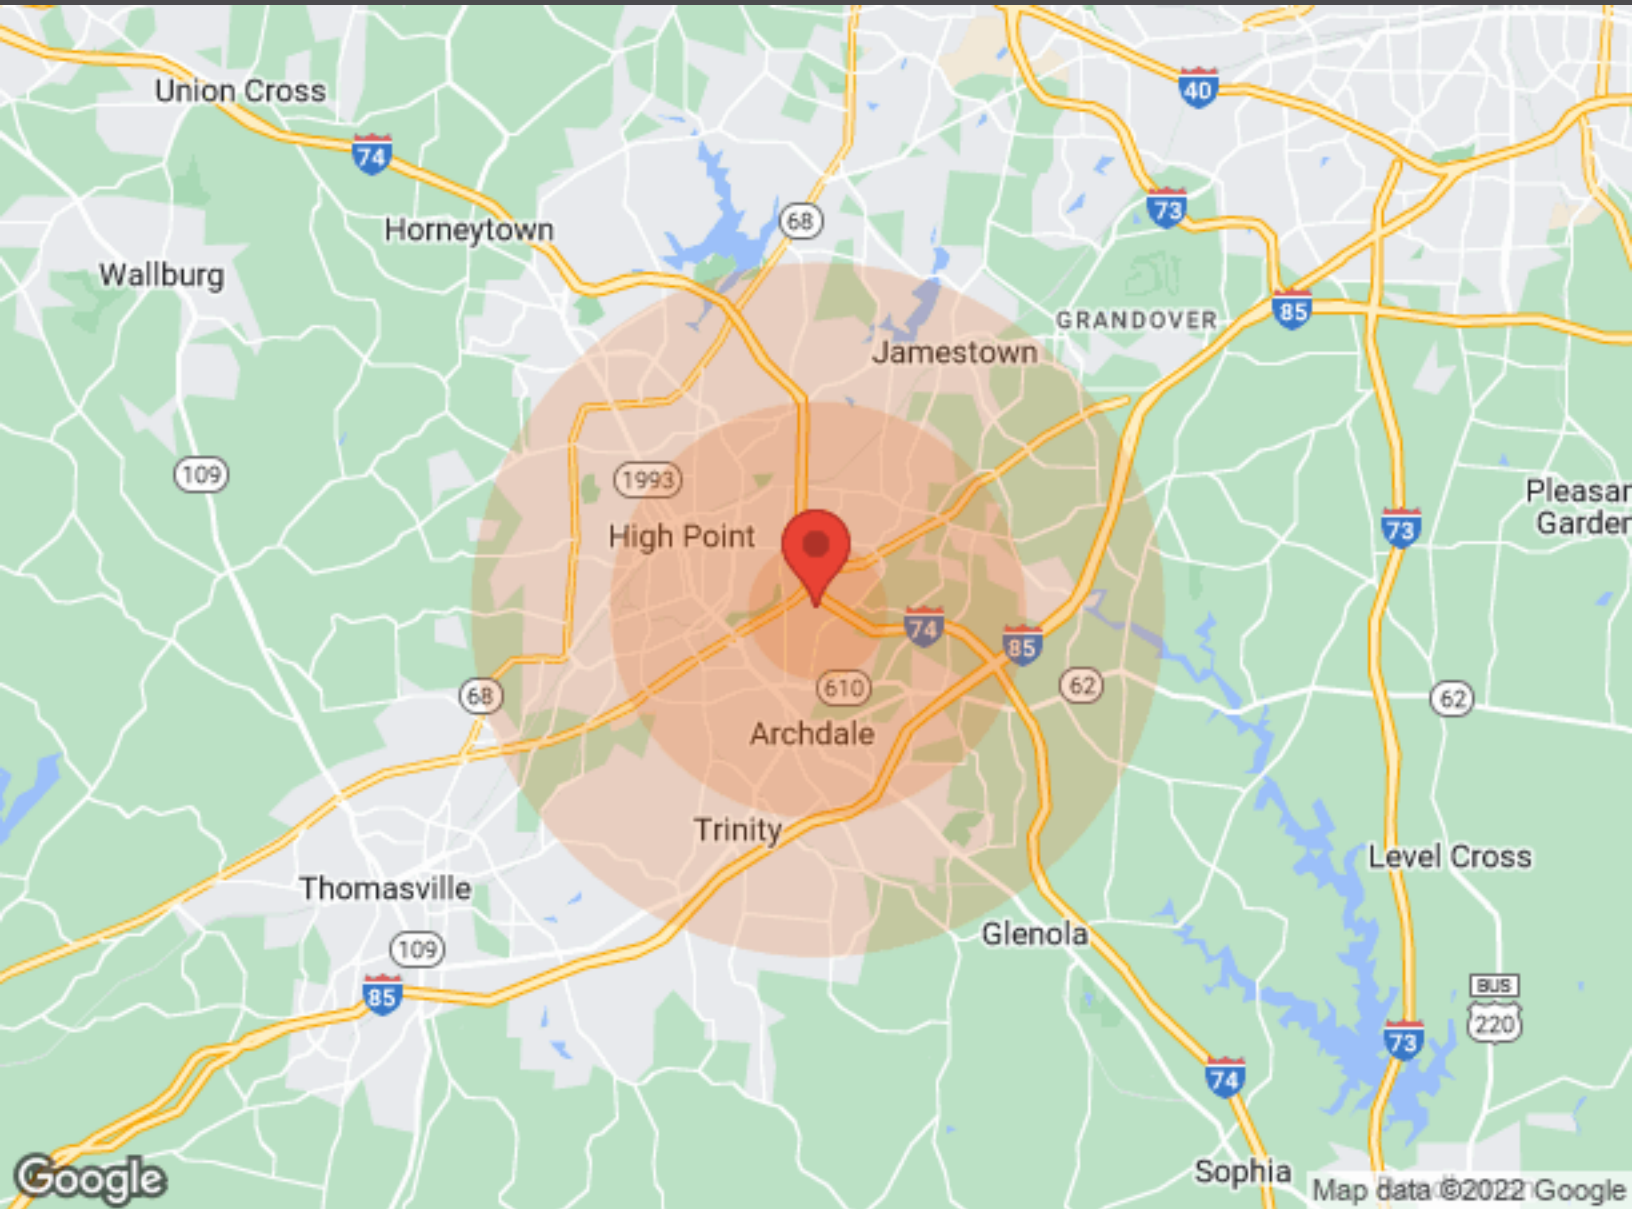 40
Union Cross
74
73
68
Horneytown
Wallburg
85
GRANDOVER
Jamestown
109
1993
Pleasan
Garden
73
High Point
74
85
610
62
68
62
Archdale
Trinity
Level Cross
Thomasville
Glenola
109
BUS
85
220
73
74
Sophia
Google
Map data ©2022 Google